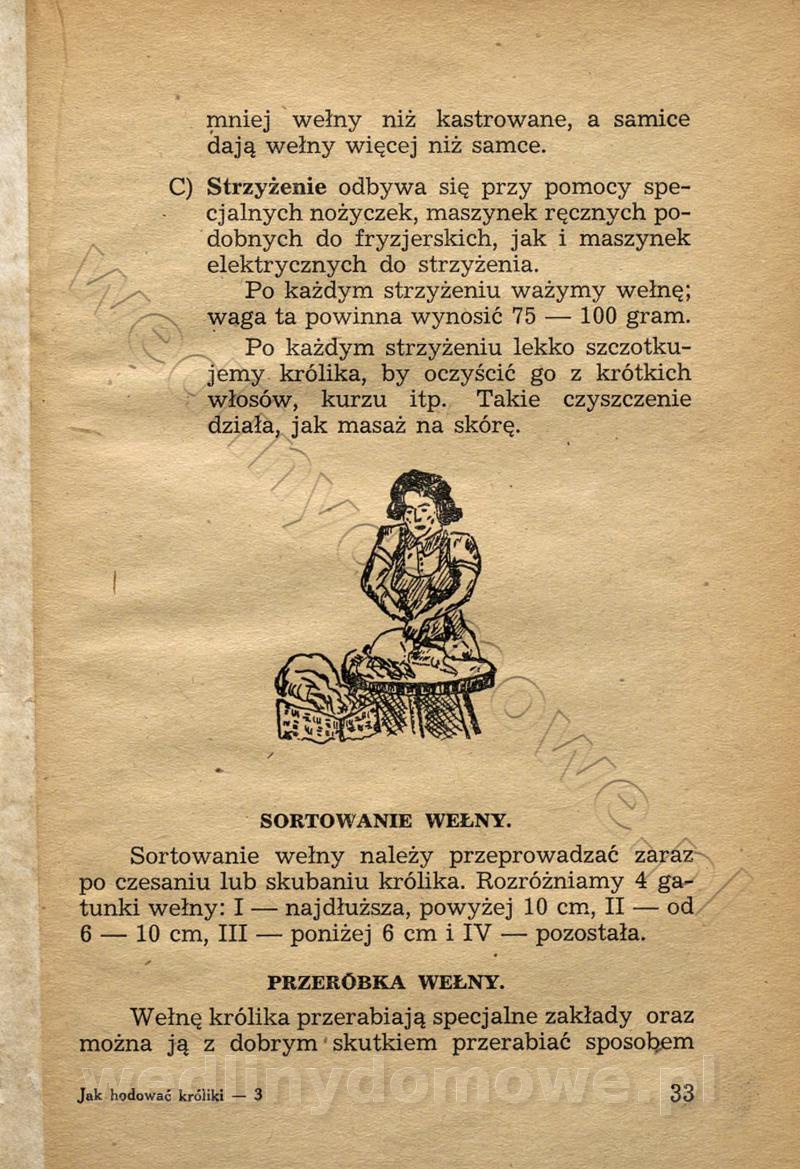 mniej wełny niż kastrowane, a samice
dają wełny więcej niż samce.
C) Strzyżenie odbywa się przy pomocy spe-
cjalnych nożyczek, maszynek ręcznych po-
dobnych do fryzjerskich, jak i maszynek
elektrycznych do strzyżenia.
Po każdym strzyżeniu ważymy wełnę;
waga ta powinna wynosić 75 — 100 gram.
Po każdym strzyżeniu lekko szczotku-
jemy królika, by oczyścić go z krótkich
włosów, kurzu itp. Takie czyszczenie
działa, jak masaż na skórę.
SORTOWANIE WEŁNY.
Sortowanie wełny należy przeprowadzać zaraz
po czesaniu lub skubaniu królika. Rozróżniamy 4 ga-
tunki wełny: I — najdłuższa, powyżej 10 cm, II — od
6 — 10 cm, III — poniżej 6 cm i IV — pozostała.
PRZERÓBKA WEŁNY.
Wełnę królika przerabiają specjalne zakłady oraz
można ją z dobrym skutkiem przerabiać sposobem
Jak hodować króliki — 3
33
wedlinydomowe.pl
wedlinydomowe.pl